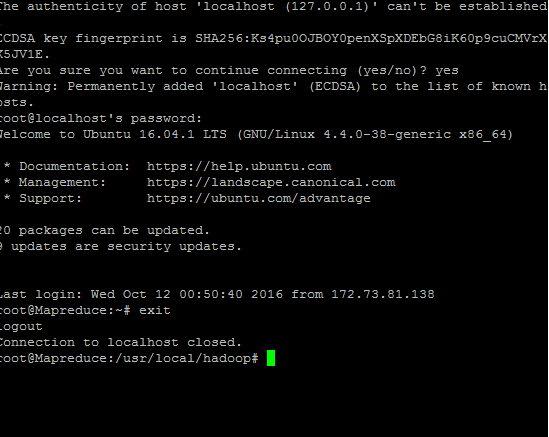 The authenticity of host 'localhost (127.0.0.1)' can't be established
.
ECDSA key fingerprint is SHA256:Ks4pu0OJBOY0penXSpXDEbG8iK60p9cuCMVrX
K5JV1E.
Are you sure you want to continue connecting (yes/no)? yes
Warning: Permanently added 'localhost' (ECDSA) to the list of known h
osts.
root@localhost's password:
Welcome to Ubuntu 16.04.1 LTS (GNU/Linux 4.4.0-38-generic x86_64)
* Documentation: https://help.ubuntu.com
* Management: https://landscape.canonical.com
* Support: https://ubuntu.com/advantage
20 packages can be updated.
9 updates are security updates.
Last login: Wed Oct 12 00:50:40 2016 from 172.73.81.138
root@Mapreduce:~# exit
logout
Connection to localhost closed.
root@Mapreduce:/usr/local/hadoop#